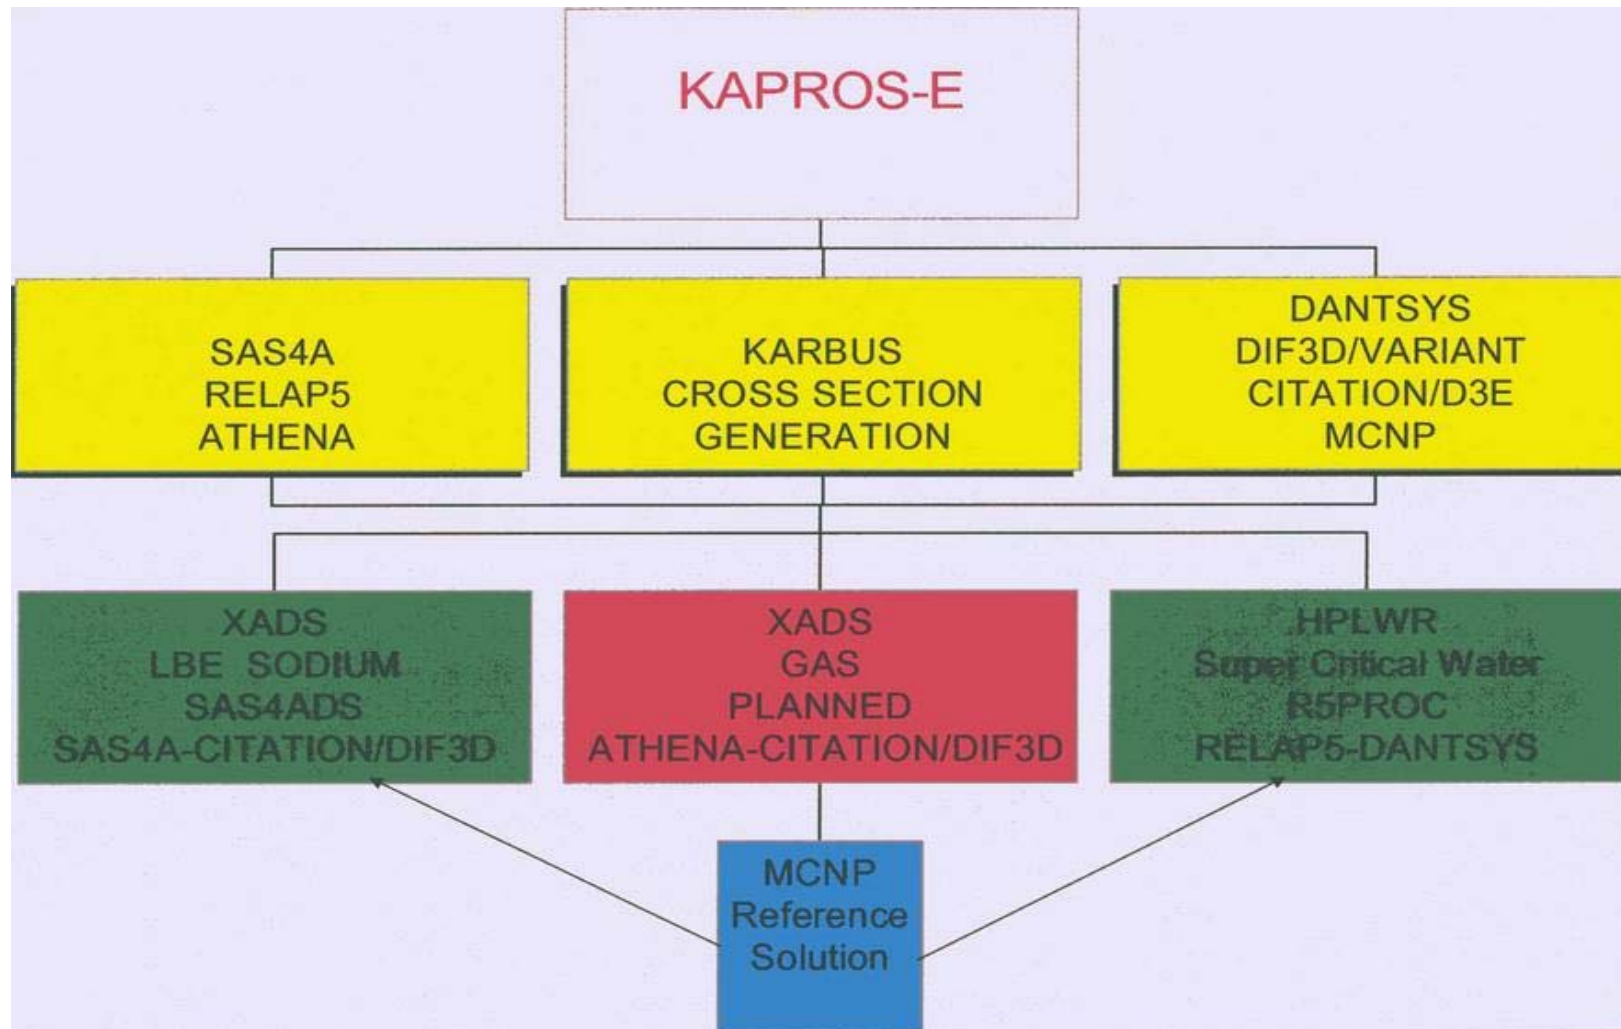 KAPROS-E
SAS4A
RELAP5
ATHENA
KARBUS
CROSS SECTION
GENERATION
DANTSYS
DIF3D/VARIANT
CITATION/D3E
MCNP
XADS
LBE SODIUM
SAS4ADS
SAS4A-CITATION/DIF3D
XADS
GAS
PLANNED
ATHENA-CITATION/DIF3D
HPLWR
Super Critical Water
R5PROC
RELAP5-DANTSYS
MCNP
Reference
Solution